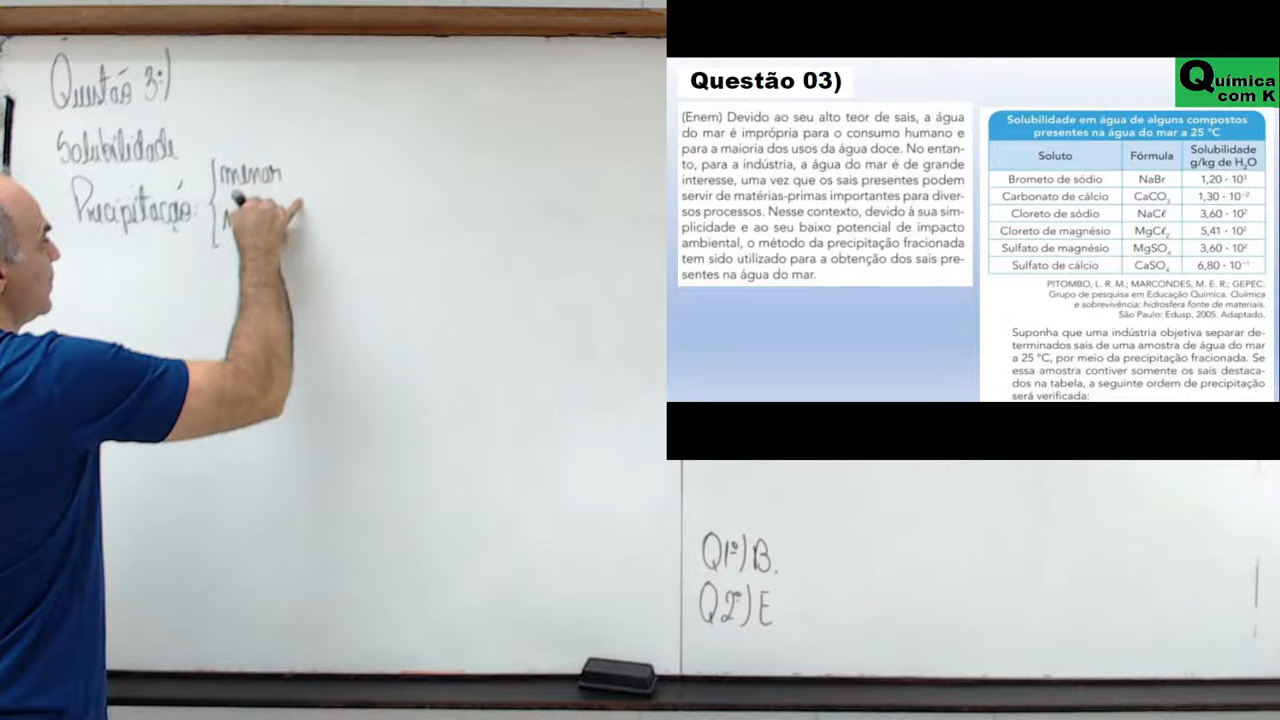 Questão 3ª)
Solubilidade
Precipitação:
menor
Questão 03)
Química
com K
(Enem) Devido ao seu alto teor de sais, a água
do mar é imprópria para o consumo humano e
para a maioria dos usos da água doce. No entan-
to, para a indústria, a água do mar é de grande
interesse, uma vez que os sais presentes podem
servir de matérias-primas importantes para diver-
sos processos. Nesse contexto, devido à sua sim-
plicidade e ao seu baixo potencial de impacto
ambiental, o método da precipitação fracionada
tem sido utilizado para a obtenção dos sais pre-
sentes na água do mar.
Solubilidade em água de alguns compostos
presentes na água do mar a 25 °C
Soluto Fórmula Solubilidade g/kg de H₂O
Brometo de sódio NaBr 1,20 · 10³
Carbonato de cálcio CaCO₃ 1,30 · 10⁻²
Cloreto de sódio NaCℓ 3,60 · 10²
Cloreto de magnésio MgCℓ₂ 5,41 · 10²
Sulfato de magnésio MgSO₄ 3,60 · 10²
Sulfato de cálcio CaSO₄ 6,80 · 10⁻¹
PITOMBO, L. R. M.; MARCONDES, M. E. R.; GEPEC.
Grupo de pesquisa em Educação Química. Química
e sobrevivência: hidrosfera fonte de materiais.
São Paulo: Edusp, 2005. Adaptado.
Suponha que uma indústria objetiva separar de-
terminados sais de uma amostra de água do mar
a 25 °C, por meio da precipitação fracionada. Se
essa amostra contiver somente os sais destaca-
dos na tabela, a seguinte ordem de precipitação
será verificada:
Q1ª) B.
Q2ª) E